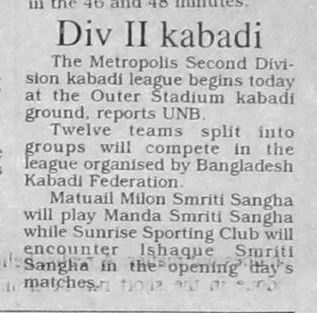 in the 46 and 48 minutes.
Div II kabadi
The Metropolis Second Divi-
sion kabadi league begins today
at the Outer Stadium kabadi
ground, reports UNB.
Twelve teams split into
groups will compete in the
league organised by Bangladesh
Kabadi Federation.
Matuail Milon Smriti Sangha
will play Manda Smriti Sangha
while Sunrise Sporting Club will
encounter Ishaque Smriti
Sangha in the opening day's
matches.